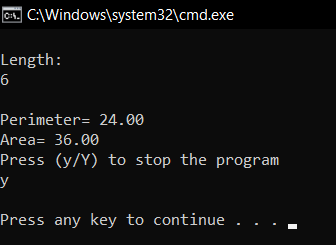 C:\Windows\system32\cmd.exe
Length:
6
Perimeter= 24.00
Area= 36.00
Press (y/Y) to stop the program
y
Press any key to continue . . .